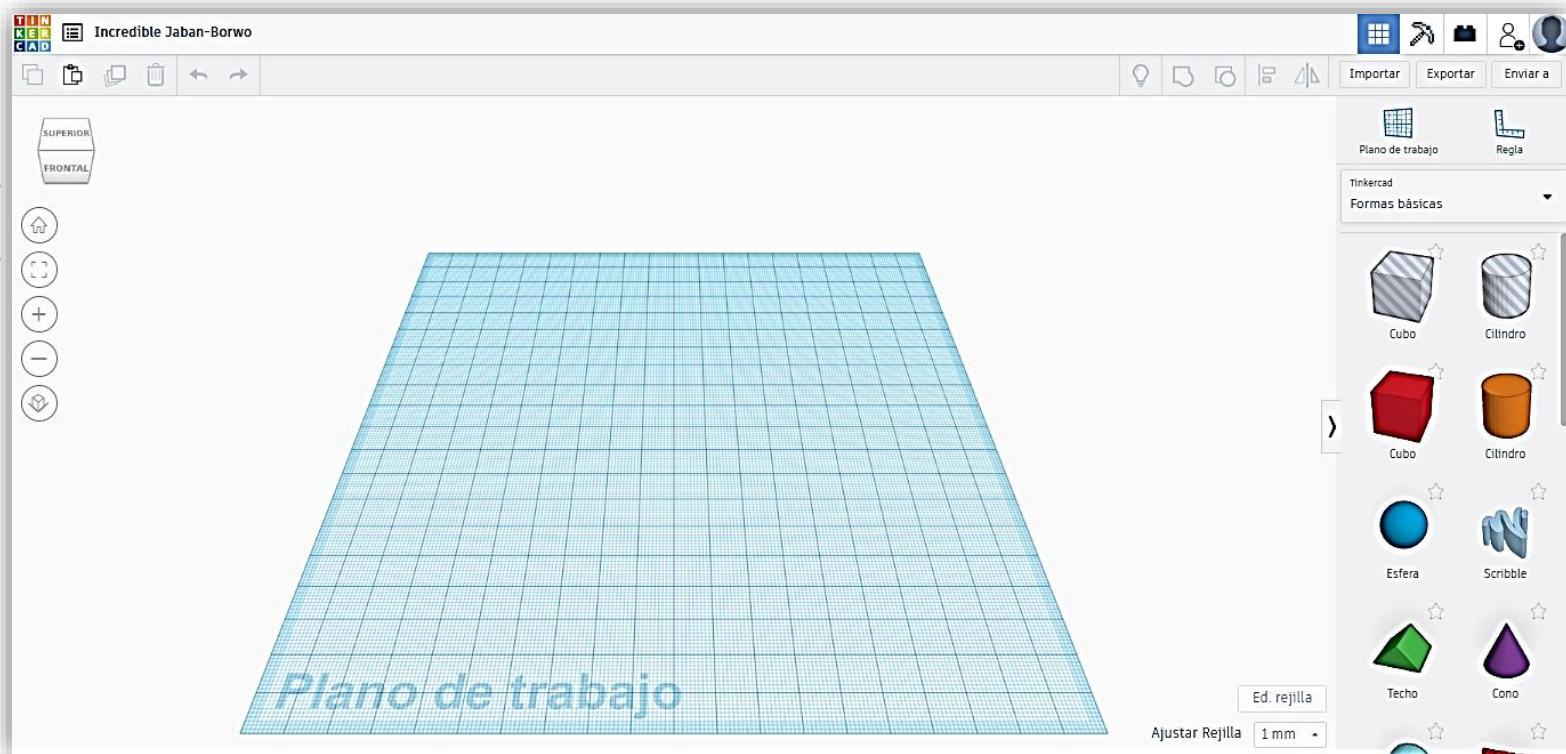 TIN
KER
CAD
Incredible Jaban-Borwo
Importar
Exportar
Enviar a
SUPERIOR
FRONTAL
Plano de trabajo
Regla
Tinkercad
Formas básicas
Cubo
Cilindro
Cubo
Cilindro
Esfera
Scribble
Techo
Cono
Plano de trabajo
Ed. rejilla
Ajustar Rejilla
1 mm